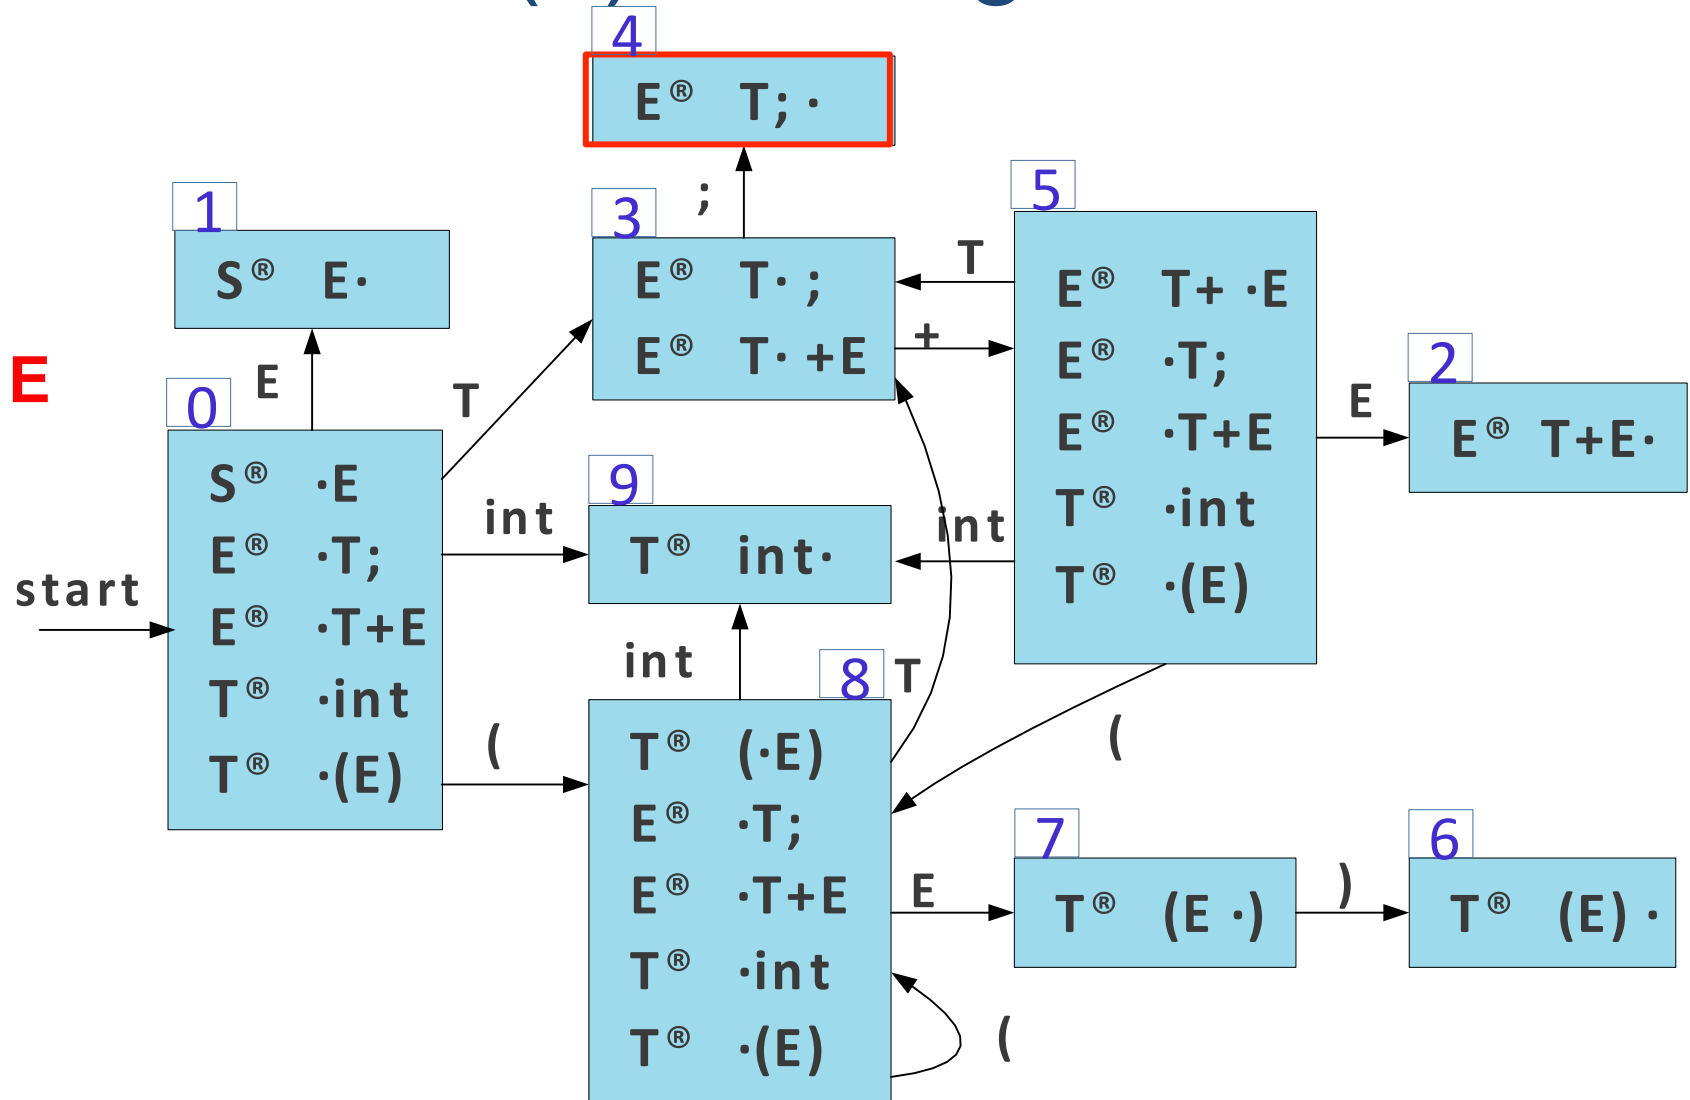 4
E® T;·
;
1
S® E·
3
E® T·;
E® T·+E
T
+
5
E® T+·E
E® ·T;
E® ·T+E
T® ·int
T® ·(E)
E
2
E® T+E·
E
E
T
0
S® ·E
E® ·T;
E® ·T+E
T® ·int
T® ·(E)
start
int
9
T® int·
int
int
(
8
T
T® (·E)
E® ·T;
E® ·T+E
T® ·int
T® ·(E)
(
E
7
T® (E·)
)
6
T® (E)·
(